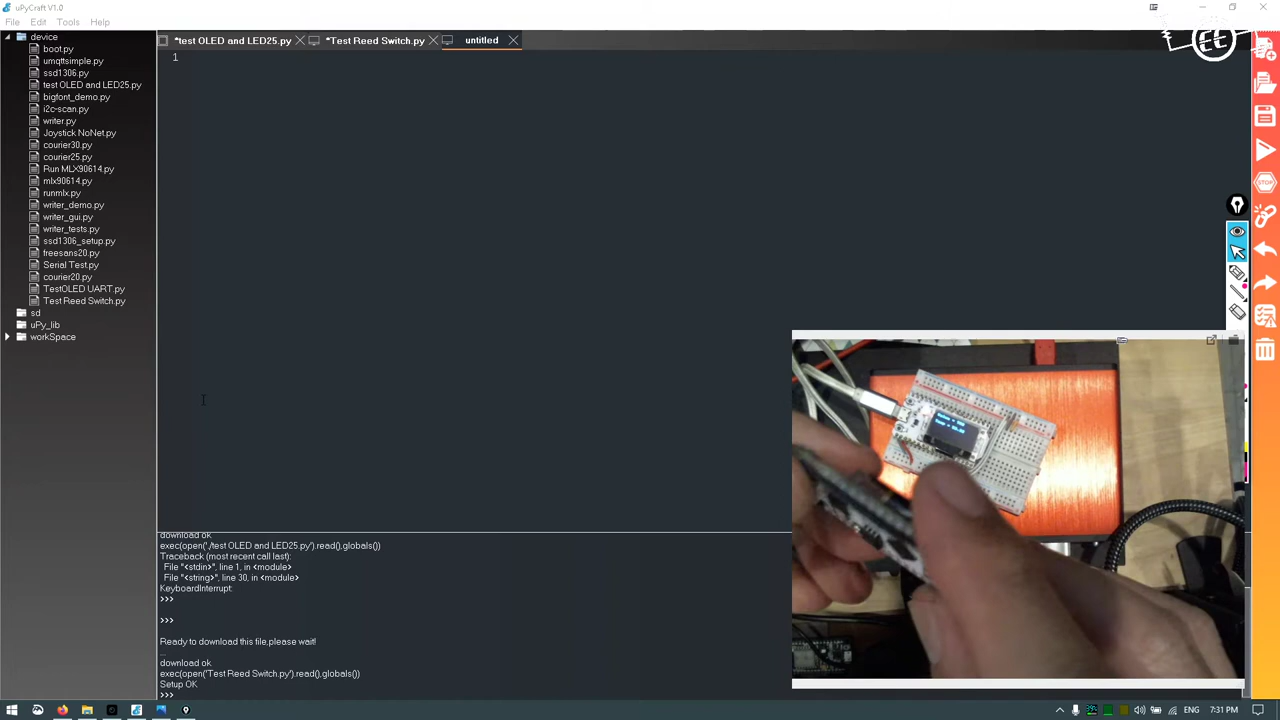 uPyCraft V1.0
File Edit Tools Help
*test OLED and LED25.py
*Test Reed Switch.py
untitled
device
boot.py
umqttsimple.py
ssd1306.py
test OLED and LED25.py
bigfont_demo.py
i2c-scan.py
writer.py
Joystick NoNet.py
courier30.py
courier25.py
Run MLX90614.py
mlx90614.py
runmlx.py
writer_demo.py
writer_gui.py
writer_tests.py
ssd1306_setup.py
freesans20.py
Serial Test.py
courier20.py
TestOLED UART.py
Test Reed Switch.py
sd
uPy_lib
workSpace
1
STOP
download ok
exec(open('./test OLED and LED25.py').read(),globals())
Traceback (most recent call last):
File "<stdin>", line 1, in <module>
File "<string>", line 30, in <module>
KeyboardInterrupt:
>>>
>>>
Ready to download this file,please wait!
...
download ok
exec(open('Test Reed Switch.py').read(),globals())
Setup OK
>>>
ENG 7:31 PM